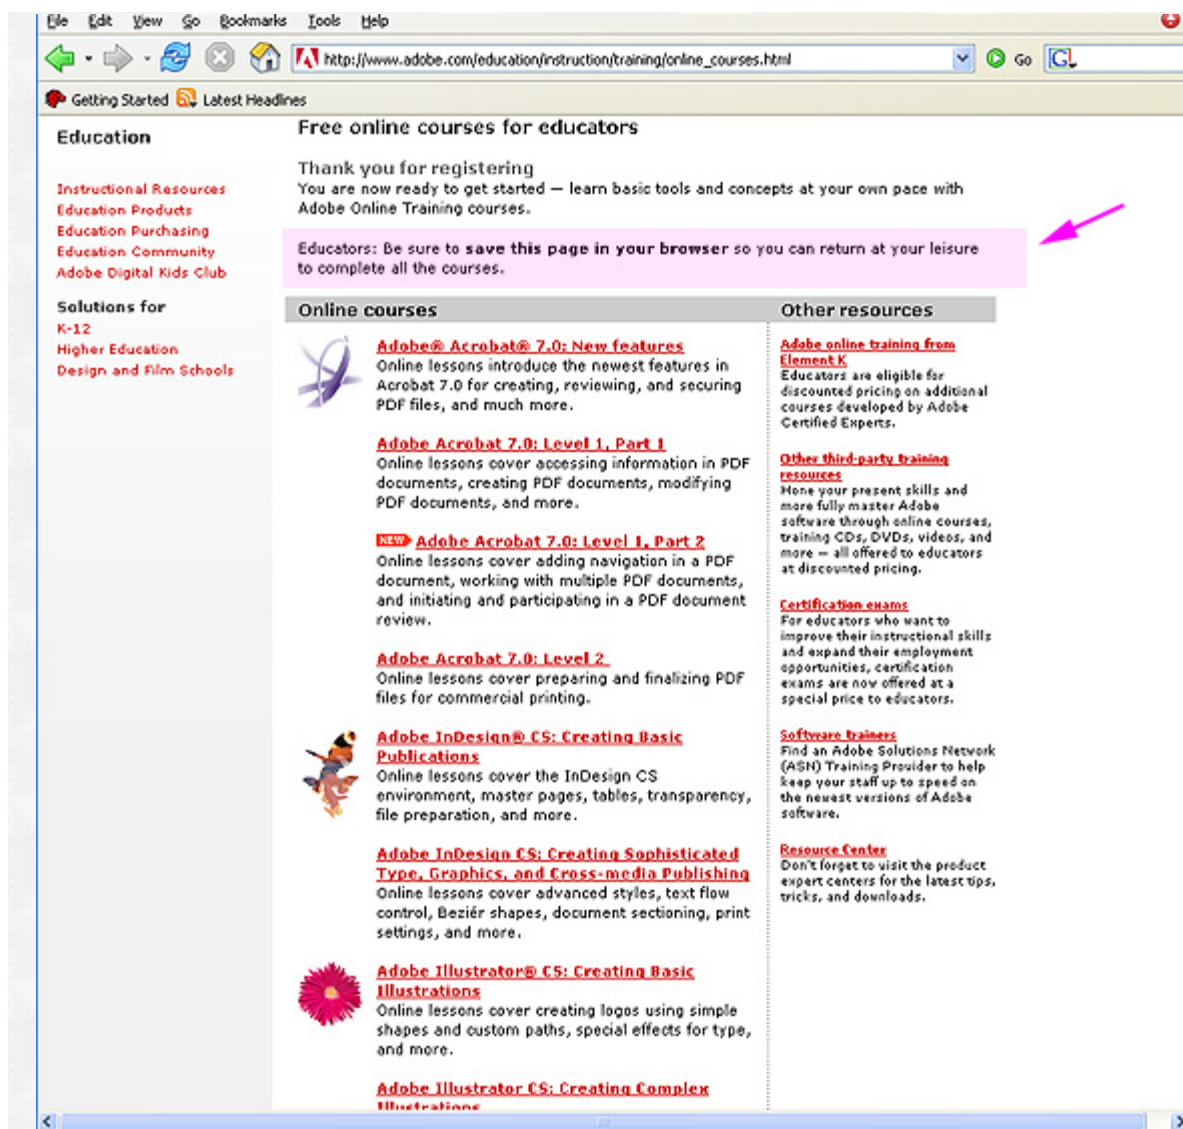 File Edit View Go Bookmarks Tools Help
http://www.adobe.com/education/instruction/training/online_courses.html
Go
G
Getting Started Latest Headlines
Education
Instructional Resources
Education Products
Education Purchasing
Education Community
Adobe Digital Kids Club
Solutions for
K-12
Higher Education
Design and Film Schools
Free online courses for educators
Thank you for registering
You are now ready to get started — learn basic tools and concepts at your own pace with
Adobe Online Training courses.
Educators: Be sure to save this page in your browser so you can return at your leisure
to complete all the courses.
Online courses
Adobe® Acrobat® 7.0: New features
Online lessons introduce the newest features in
Acrobat 7.0 for creating, reviewing, and securing
PDF files, and much more.
Adobe Acrobat 7.0: Level 1, Part 1
Online lessons cover accessing information in PDF
documents, creating PDF documents, modifying
PDF documents, and more.
NEW Adobe Acrobat 7.0: Level 1, Part 2
Online lessons cover adding navigation in a PDF
document, working with multiple PDF documents,
and initiating and participating in a PDF document
review.
Adobe Acrobat 7.0: Level 2
Online lessons cover preparing and finalizing PDF
files for commercial printing.
Adobe InDesign® CS: Creating Basic
Publications
Online lessons cover the InDesign CS
environment, master pages, tables, transparency,
file preparation, and more.
Adobe InDesign CS: Creating Sophisticated
Type, Graphics, and Cross-media Publishing
Online lessons cover advanced styles, text flow
control, Beziér shapes, document sectioning, print
settings, and more.
Adobe Illustrator® CS: Creating Basic
Illustrations
Online lessons cover creating logos using simple
shapes and custom paths, special effects for type,
and more.
Adobe Illustrator CS: Creating Complex
Illustrations
Other resources
Adobe online training from
Element K
Educators are eligible for
discounted pricing on additional
courses developed by Adobe
Certified Experts.
Other third-party training
resources
Hone your present skills and
more fully master Adobe
software through online courses,
training CDs, DVDs, videos, and
more — all offered to educators
at discounted pricing.
Certification exams
For educators who want to
improve their instructional skills
and expand their employment
opportunities, certification
exams are now offered at a
special price to educators.
Software trainers
Find an Adobe Solutions Network
(ASN) Training Provider to help
keep your staff up to speed on
the newest versions of Adobe
software.
Resource Center
Don't forget to visit the product
expert centers for the latest tips,
tricks, and downloads.